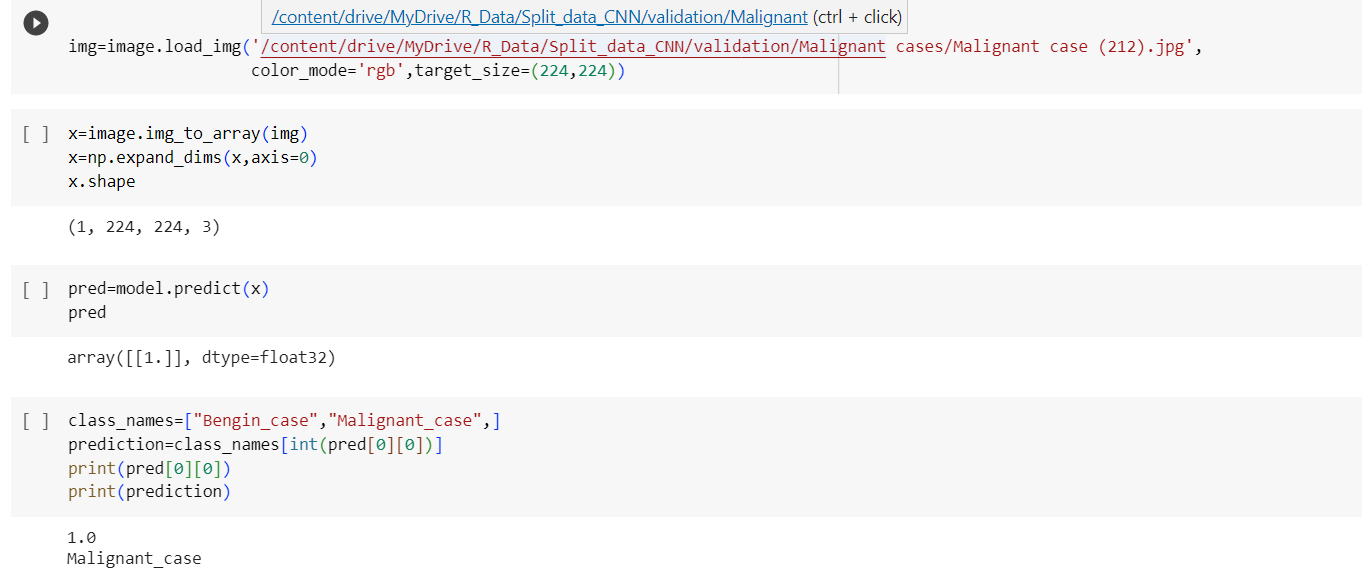 /content/drive/MyDrive/R_Data/Split_data_CNN/validation/Malignant (ctrl + click)
img=image.load_img('/content/drive/MyDrive/R_Data/Split_data_CNN/validation/Malignant cases/Malignant case (212).jpg',
color_mode='rgb',target_size=(224,224))
[ ] x=image.img_to_array(img)
x=np.expand_dims(x,axis=0)
x.shape
(1, 224, 224, 3)
[ ] pred=model.predict(x)
pred
array([[1.]], dtype=float32)
[ ] class_names=["Bengin_case","Malignant_case",]
prediction=class_names[int(pred[0][0])]
print(pred[0][0])
print(prediction)
1.0
Malignant_case